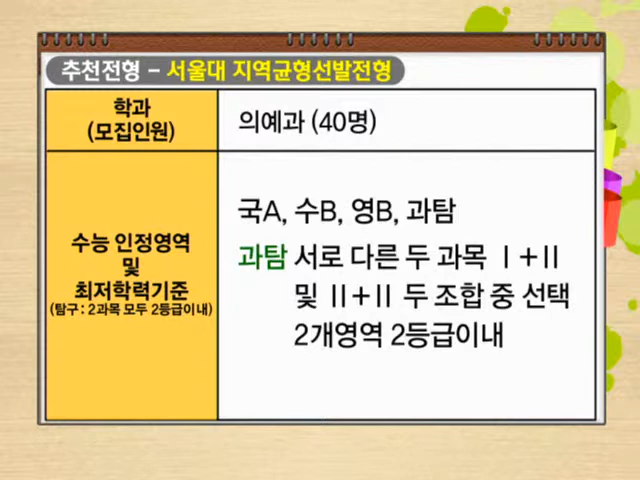 추천전형 - 서울대 지역균형선발전형
학과
(모집인원)
의예과 (40명)
수능 인정영역
및
최저학력기준
(탐구 : 2과목 모두 2등급이내)
국A, 수B, 영B, 과탐
과탐 서로 다른 두 과목 Ⅰ+Ⅱ
및 Ⅱ+Ⅱ 두 조합 중 선택
2개영역 2등급이내